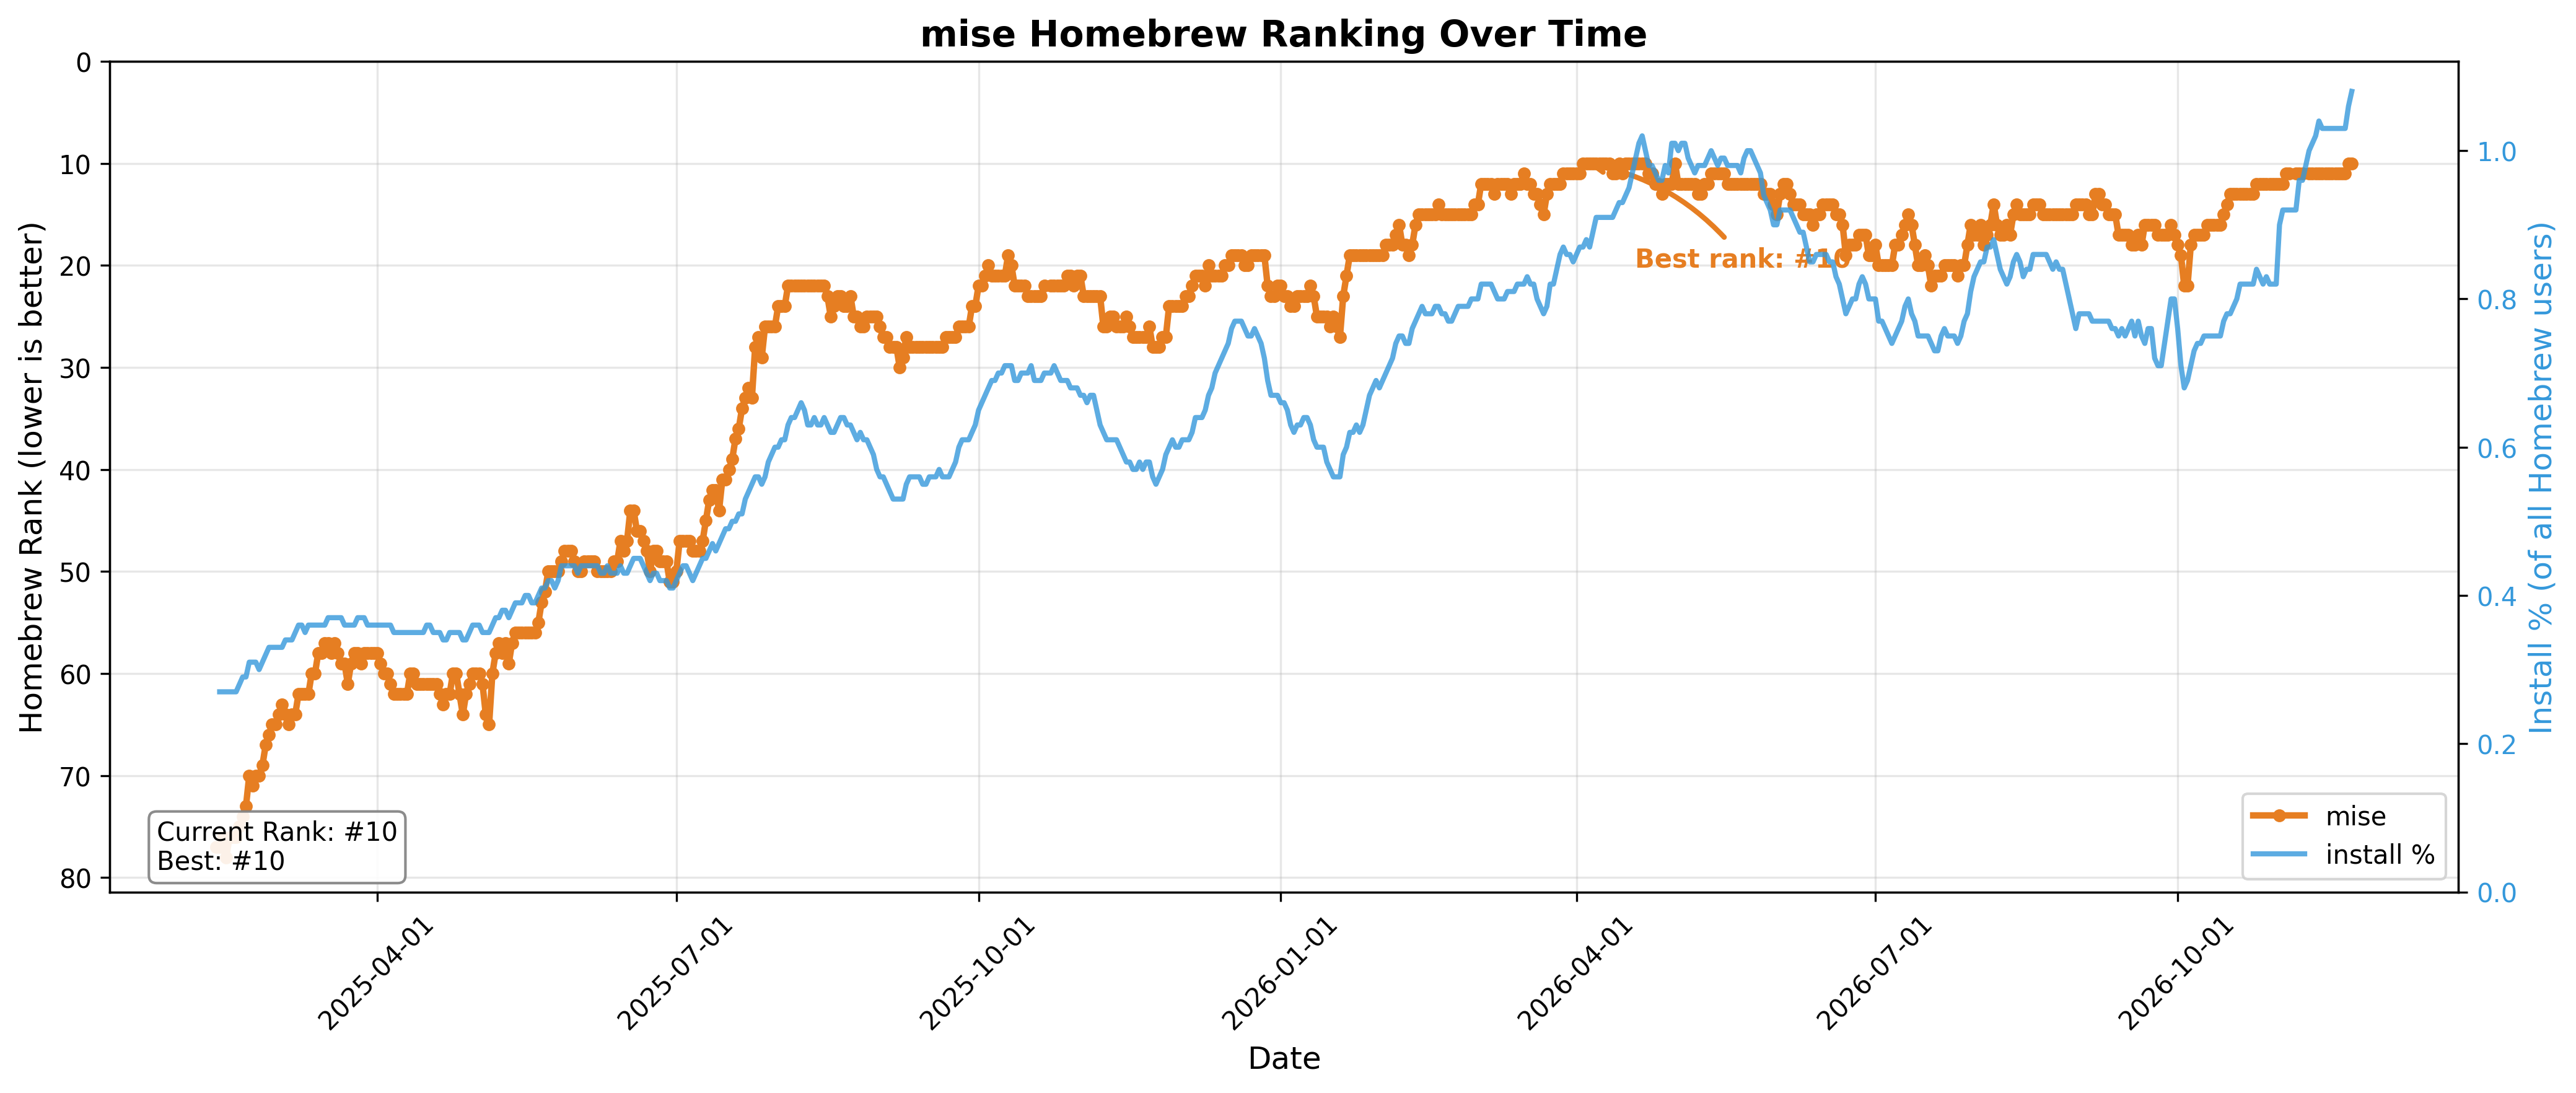 mise Homebrew Ranking Over Time
Homebrew Rank (lower is better)
0
10
20
30
40
50
60
70
80
Best rank: #10
Current Rank: #10
Best: #10
mise
install %
1.0
0.8
0.6
0.4
0.2
0.0
Install % (of all Homebrew users)
2025-04-01
2025-07-01
2025-10-01
2026-01-01
2026-04-01
2026-07-01
2026-10-01
Date